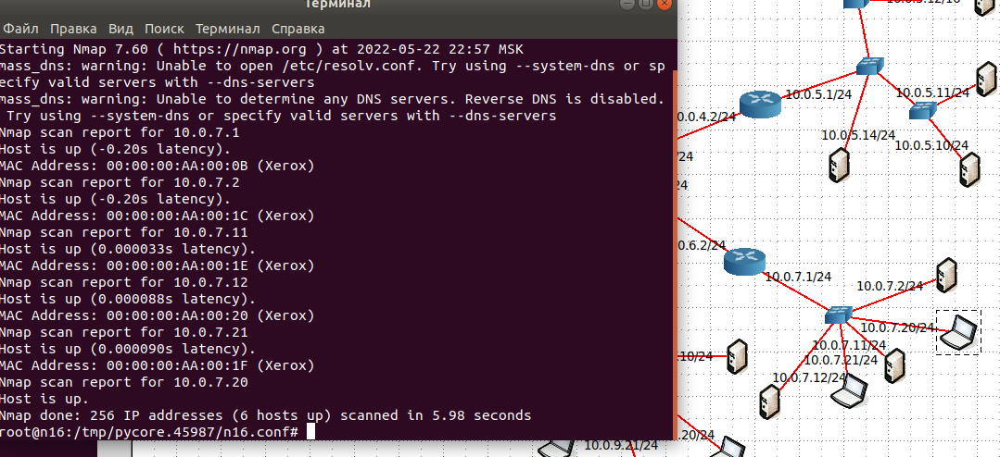 Терминал
Файл Правка Вид Поиск Терминал Справка
Starting Nmap 7.60 ( https://nmap.org ) at 2022-05-22 22:57 MSK
mass_dns: warning: Unable to open /etc/resolv.conf. Try using --system-dns or sp
ecify valid servers with --dns-servers
mass_dns: warning: Unable to determine any DNS servers. Reverse DNS is disabled.
Try using --system-dns or specify valid servers with --dns-servers
Nmap scan report for 10.0.7.1
Host is up (-0.20s latency).
MAC Address: 00:00:00:AA:00:0B (Xerox)
Nmap scan report for 10.0.7.2
Host is up (-0.20s latency).
MAC Address: 00:00:00:AA:00:1C (Xerox)
Nmap scan report for 10.0.7.11
Host is up (0.000033s latency).
MAC Address: 00:00:00:AA:00:1E (Xerox)
Nmap scan report for 10.0.7.12
Host is up (0.000088s latency).
MAC Address: 00:00:00:AA:00:20 (Xerox)
Nmap scan report for 10.0.7.21
Host is up (0.000090s latency).
MAC Address: 00:00:00:AA:00:1F (Xerox)
Nmap scan report for 10.0.7.20
Host is up.
Nmap done: 256 IP addresses (6 hosts up) scanned in 5.98 seconds
root@n16:/tmp/pycore.45987/n16.conf#
10.0.5.1/24
10.0.5.11/24
0.0.4.2/24
10.0.5.14/24
10.0.5.10/24
/24
24
0.6.2/24
10.0.7.1/24
10.0.7.2/24
10.0.7.20/24
10.0.7.11/24
10.0.7.21/24
10.0.7.12/24
.10/24
.20/24
10.0.9.21/24